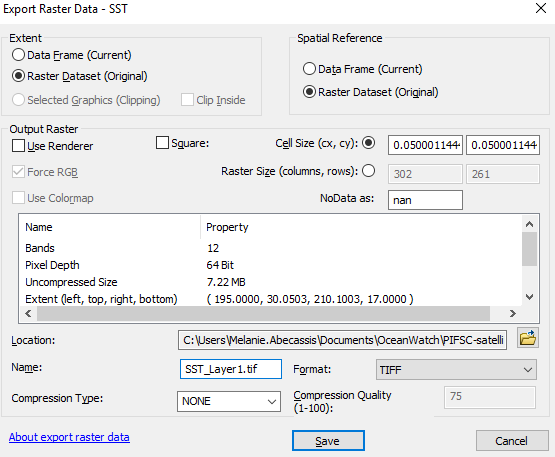 Export Raster Data - SST
Extent
Data Frame (Current)
Raster Dataset (Original)
Selected Graphics (Clipping)
Clip Inside
Spatial Reference
Data Frame (Current)
Raster Dataset (Original)
Output Raster
Use Renderer
Square:
Cell Size (cx, cy):
0.050001144
0.050001144
Force RGB
Raster Size (columns, rows):
302
261
Use Colormap
NoData as:
nan
Name Property
Bands 12
Pixel Depth 64 Bit
Uncompressed Size 7.22 MB
Extent (left, top, right, bottom) ( 195.0000, 30.0503, 210.1003, 17.0000 )
Location:
C:\Users\Melanie.Abecassis\Documents\OceanWatch\PIFSC-satelli
Name:
SST_Layer1.tif
Format:
TIFF
Compression Type:
NONE
Compression Quality
(1-100):
75
About export raster data
Save
Cancel